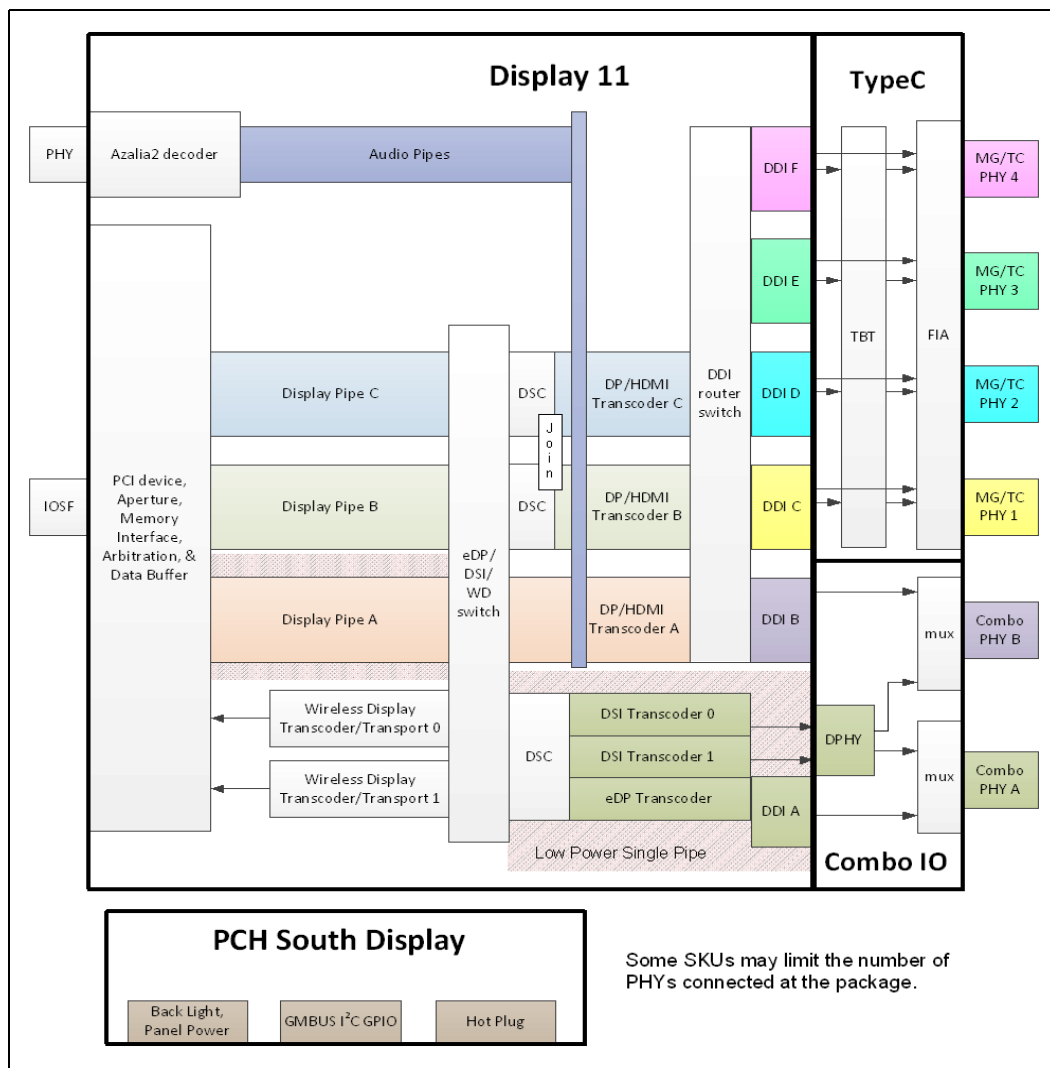 Display 11
TypeC
PHY
Azalia2 decoder
Audio Pipes
DDI F
MG/TC
PHY 4
DDI E
MG/TC
PHY 3
TBT
FIA
Display Pipe C
DSC
DP/HDMI
Transcoder C
DDI
router
switch
DDI D
MG/TC
PHY 2
Join
IOSF
PCI device,
Aperture,
Memory
Interface,
Arbitration, &
Data Buffer
Display Pipe B
DSC
DP/HDMI
Transcoder B
DDI C
MG/TC
PHY 1
eDP/
DSI/
WD
switch
Display Pipe A
DP/HDMI
Transcoder A
DDI B
mux
Combo
PHY B
Wireless Display
Transcoder/Transport 0
DSI Transcoder 0
DSC
DSI Transcoder 1
DPHY
Wireless Display
Transcoder/Transport 1
eDP Transcoder
DDI A
mux
Combo
PHY A
Low Power Single Pipe
Combo IO
PCH South Display
Back Light,
Panel Power
GMBUS I²C GPIO
Hot Plug
Some SKUs may limit the number of
PHYs connected at the package.